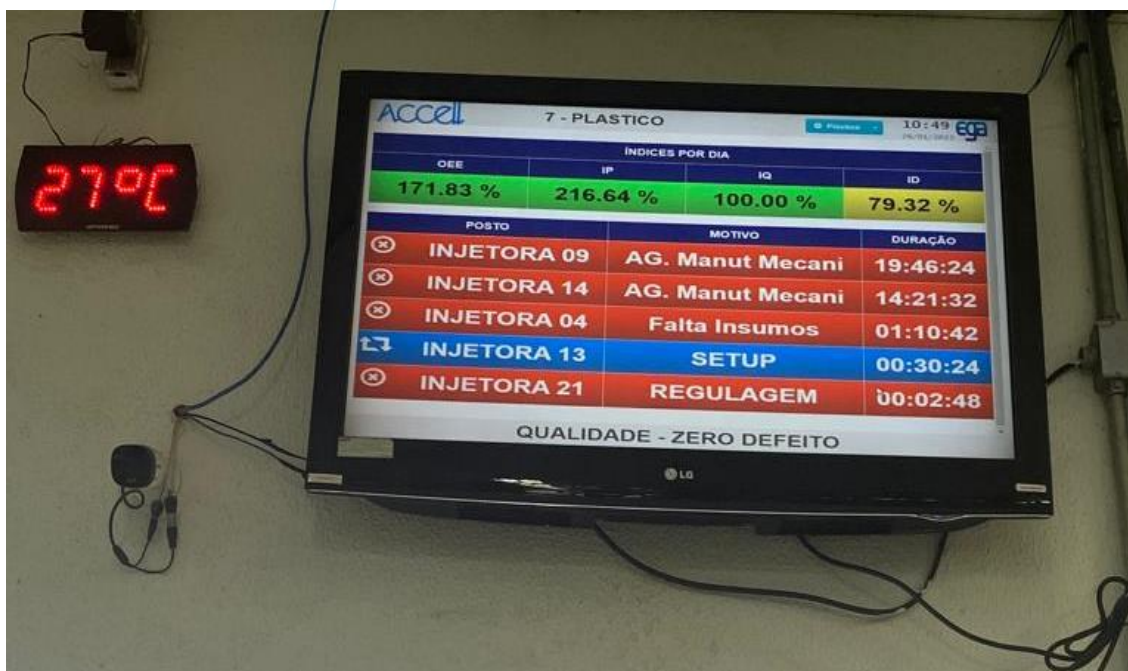 27ºC
ACCELL 7 - PLASTICO 10:49 ega
ÍNDICES POR DIA
OEE IP IQ ID
171.83 % 216.64 % 100.00 % 79.32 %
POSTO MOTIVO DURAÇÃO
INJETORA 09 AG. Manut Mecani 19:46:24
INJETORA 14 AG. Manut Mecani 14:21:32
INJETORA 04 Falta Insumos 01:10:42
INJETORA 13 SETUP 00:30:24
INJETORA 21 REGULAGEM 00:02:48
QUALIDADE - ZERO DEFEITO
LG